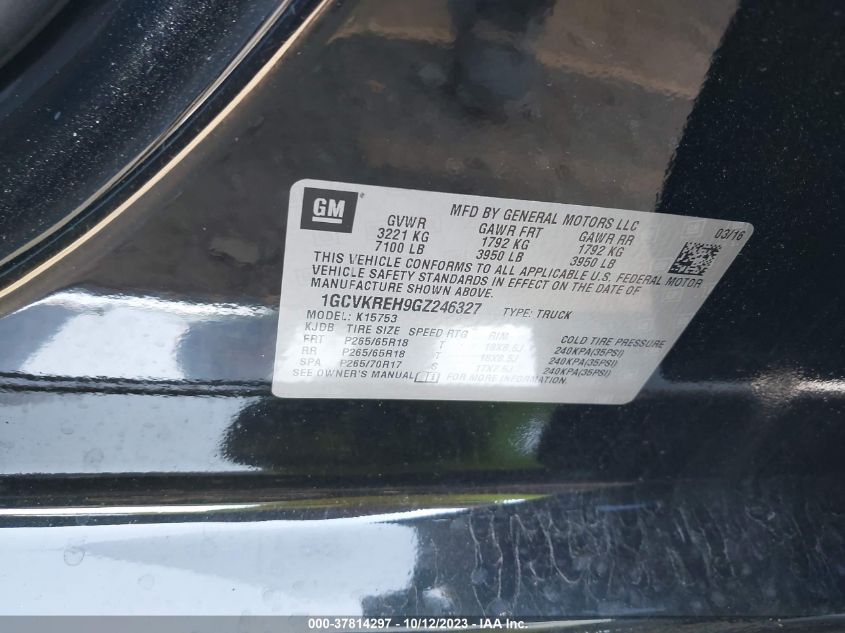 GM
MFD BY GENERAL MOTORS LLC
03/16
GVWR GAWR FRT GAWR RR
3221 KG 1792 KG 1792 KG
7100 LB 3950 LB 3950 LB
THIS VEHICLE CONFORMS TO ALL APPLICABLE U.S. FEDERAL MOTOR
VEHICLE SAFETY STANDARDS IN EFFECT ON THE DATE OF
MANUFACTURE SHOWN ABOVE.
1GCVKREH9GZ246327 TYPE: TRUCK
MODEL: K15753
KJDB TIRE SIZE SPEED RTG RIM COLD TIRE PRESSURE
FRT P265/65R18 T 18X8.5J 240KPA(35PSI)
RR P265/65R18 T 18X8.5J 240KPA(35PSI)
SPA P265/70R17 S 17X7.5J 240KPA(35PSI)
SEE OWNER'S MANUAL FOR MORE INFORMATION.
000-37814297 - 10/12/2023 - IAA Inc.